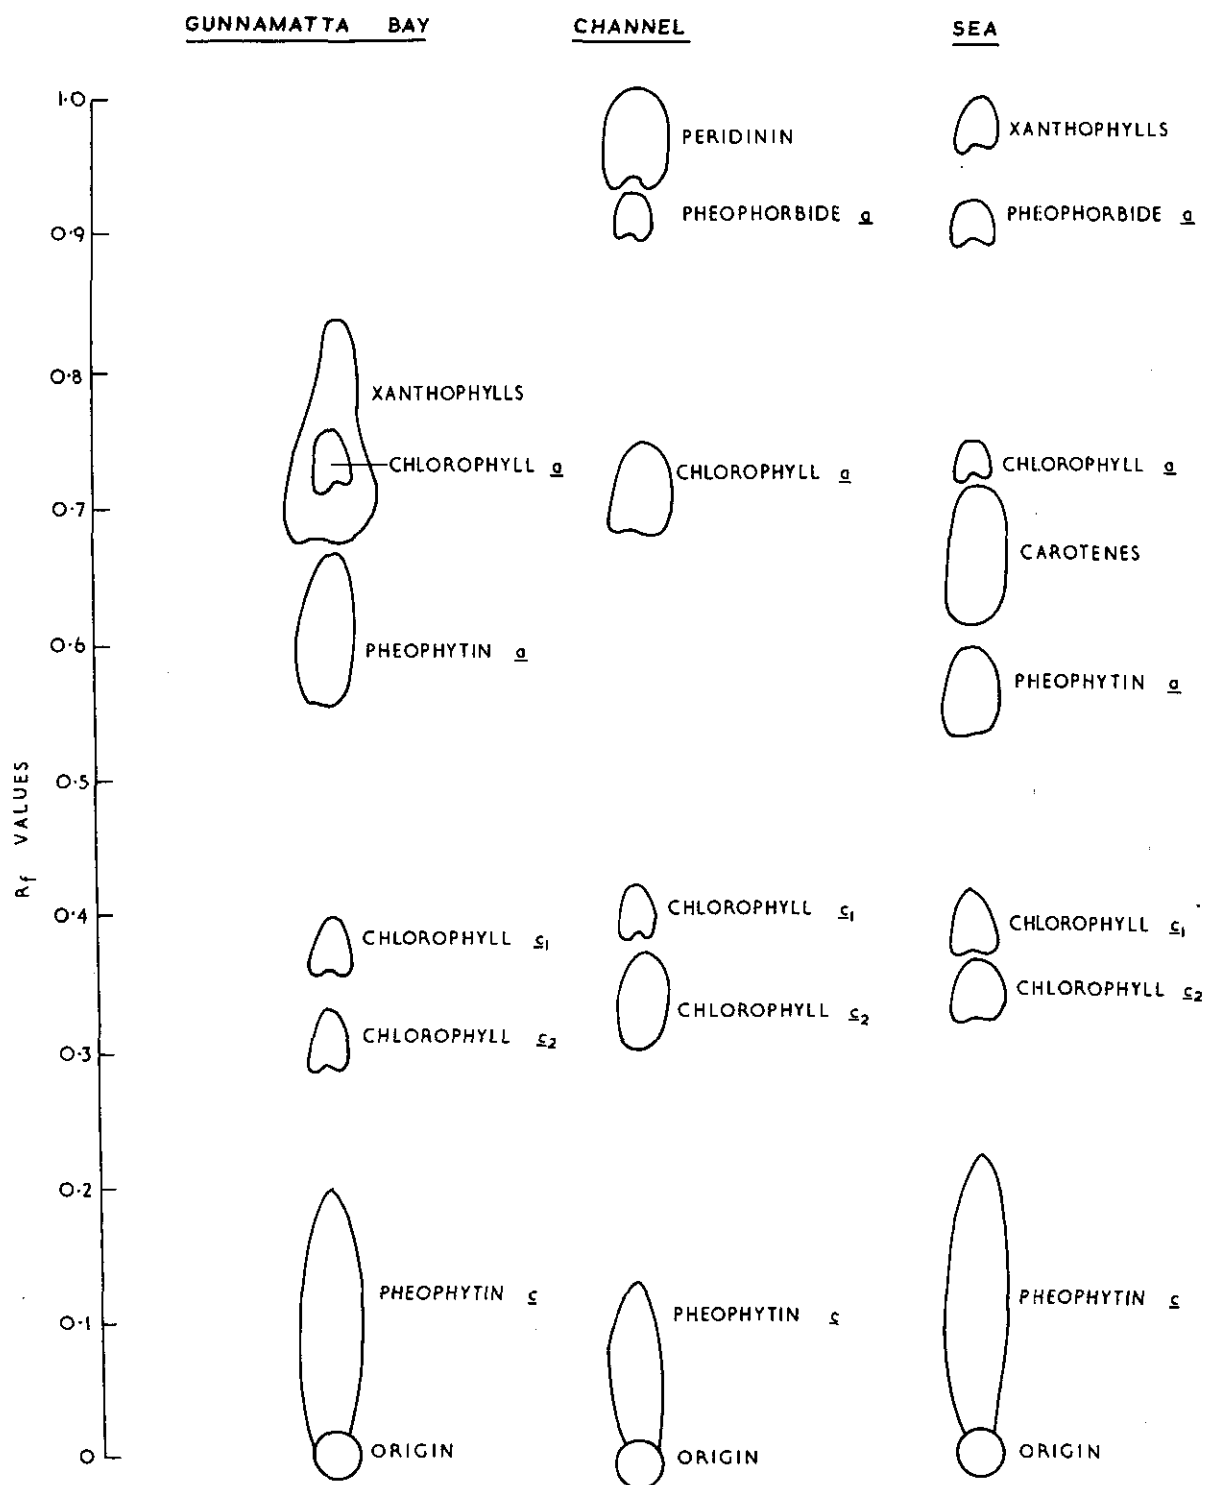 GUNNAMATTA BAY
CHANNEL
SEA
Rf VALUES
1.0
0.9
0.8
0.7
0.6
0.5
0.4
0.3
0.2
0.1
0
XANTHOPHYLLS
CHLOROPHYLL a
PHEOPHYTIN a
CHLOROPHYLL c1
CHLOROPHYLL c2
PHEOPHYTIN c
ORIGIN
PERIDININ
PHEOPHORBIDE a
CHLOROPHYLL a
CHLOROPHYLL c1
CHLOROPHYLL c2
PHEOPHYTIN c
ORIGIN
XANTHOPHYLLS
PHEOPHORBIDE a
CHLOROPHYLL a
CAROTENES
PHEOPHYTIN a
CHLOROPHYLL c1
CHLOROPHYLL c2
PHEOPHYTIN c
ORIGIN